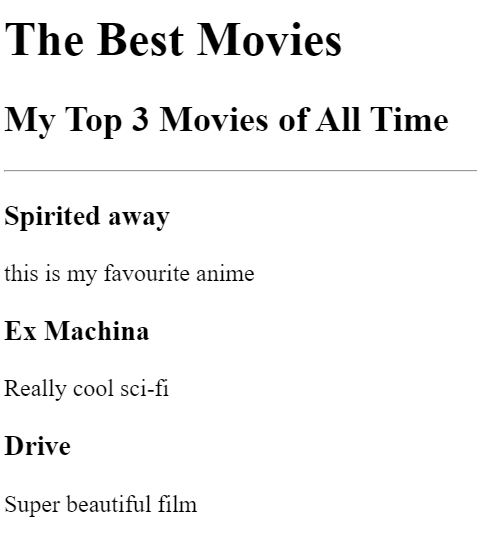 The Best Movies
My Top 3 Movies of All Time
Spirited away
this is my favourite anime
Ex Machina
Really cool sci-fi
Drive
Super beautiful film